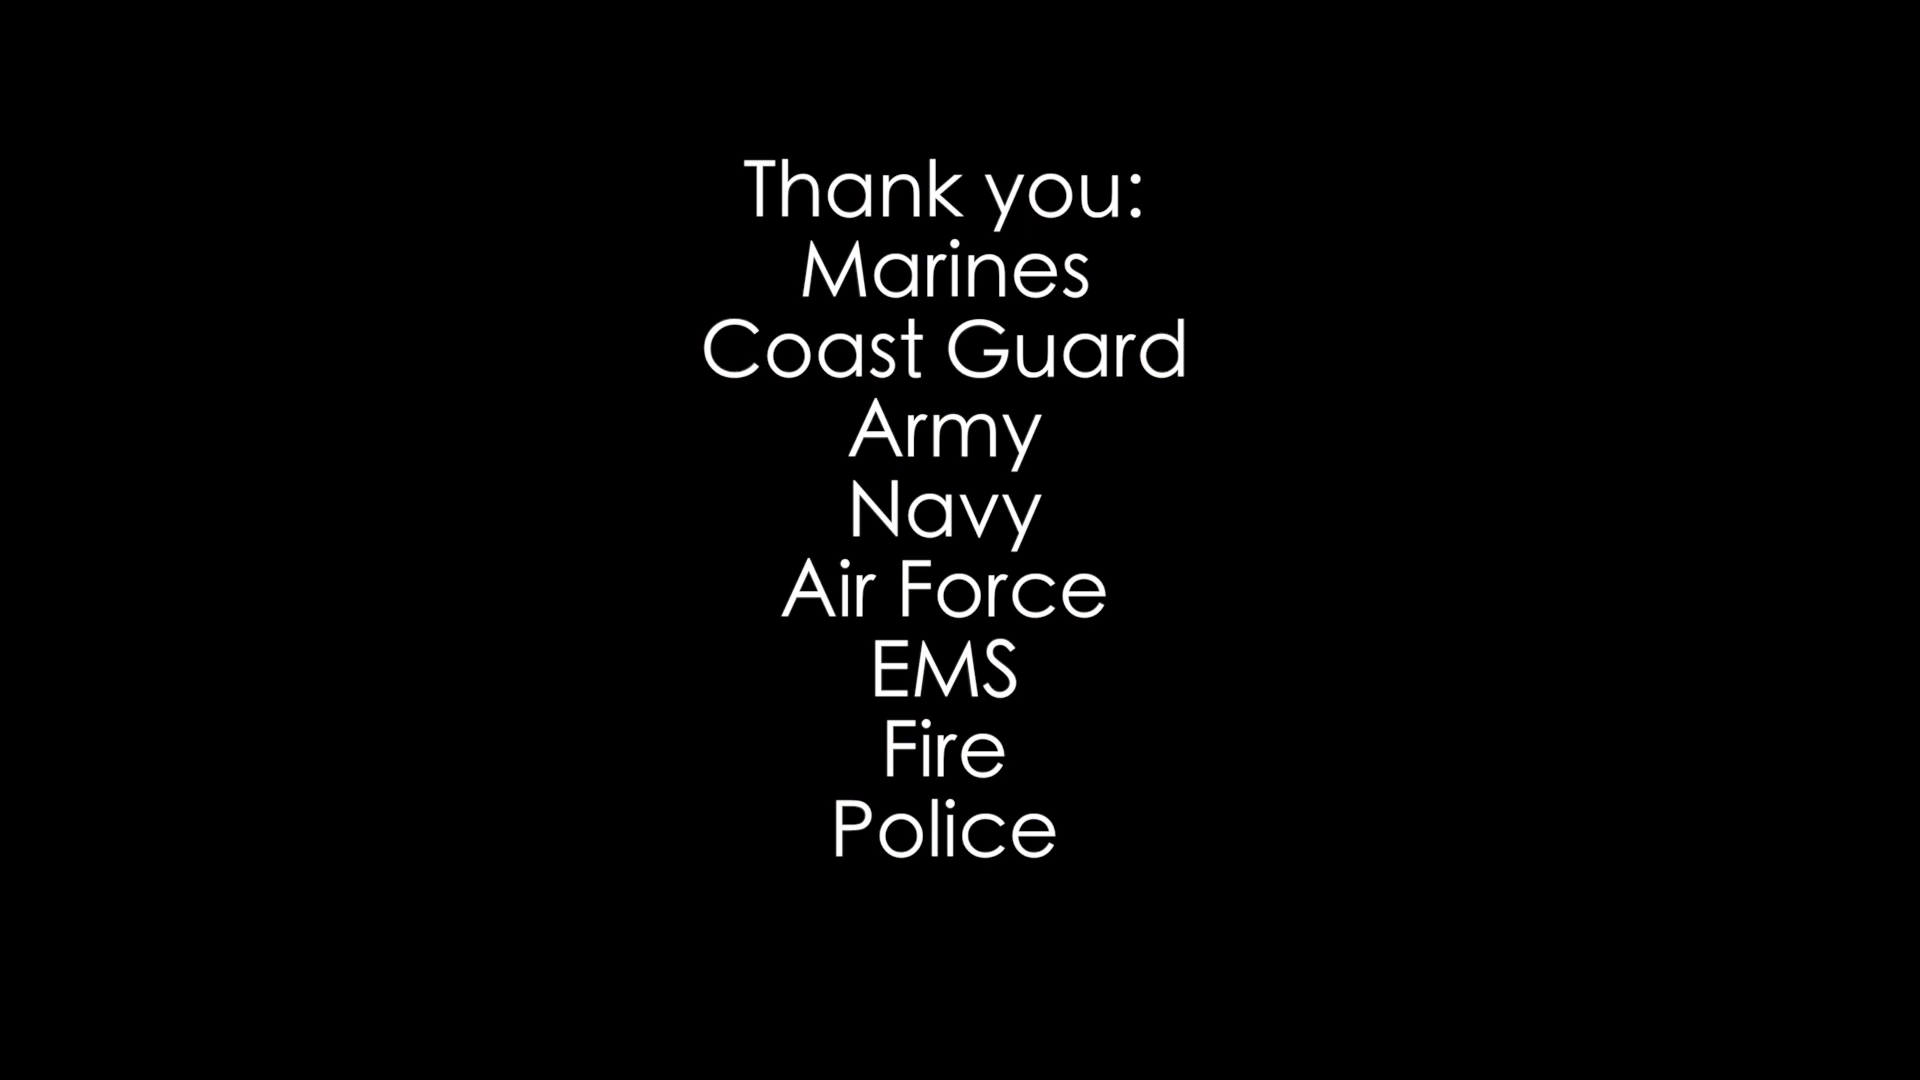 Thank you:
Marines
Coast Guard
Army
Navy
Air Force
EMS
Fire
Police